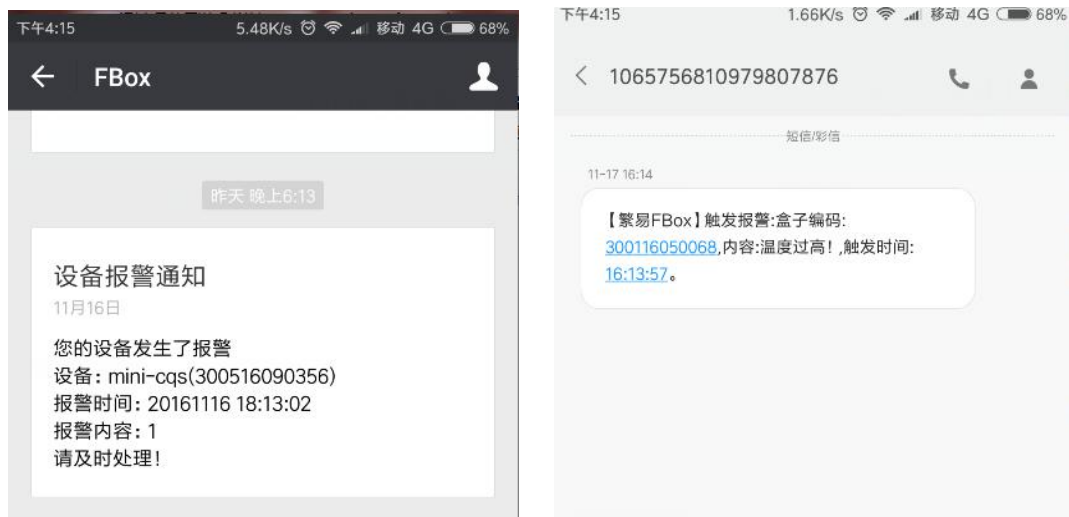 下午4:15
5.48K/s
移动 4G
68%
FBox
昨天 晚上6:13
设备报警通知
11月16日
您的设备发生了报警
设备: mini-cqs(300516090356)
报警时间: 20161116 18:13:02
报警内容: 1
请及时处理!
下午4:15
1.66K/s
移动 4G
68%
1065756810979807876
短信/彩信
11-17 16:14
【繁易FBox】触发报警:盒子编码:
300116050068,内容:温度过高! ,触发时间:
16:13:57。